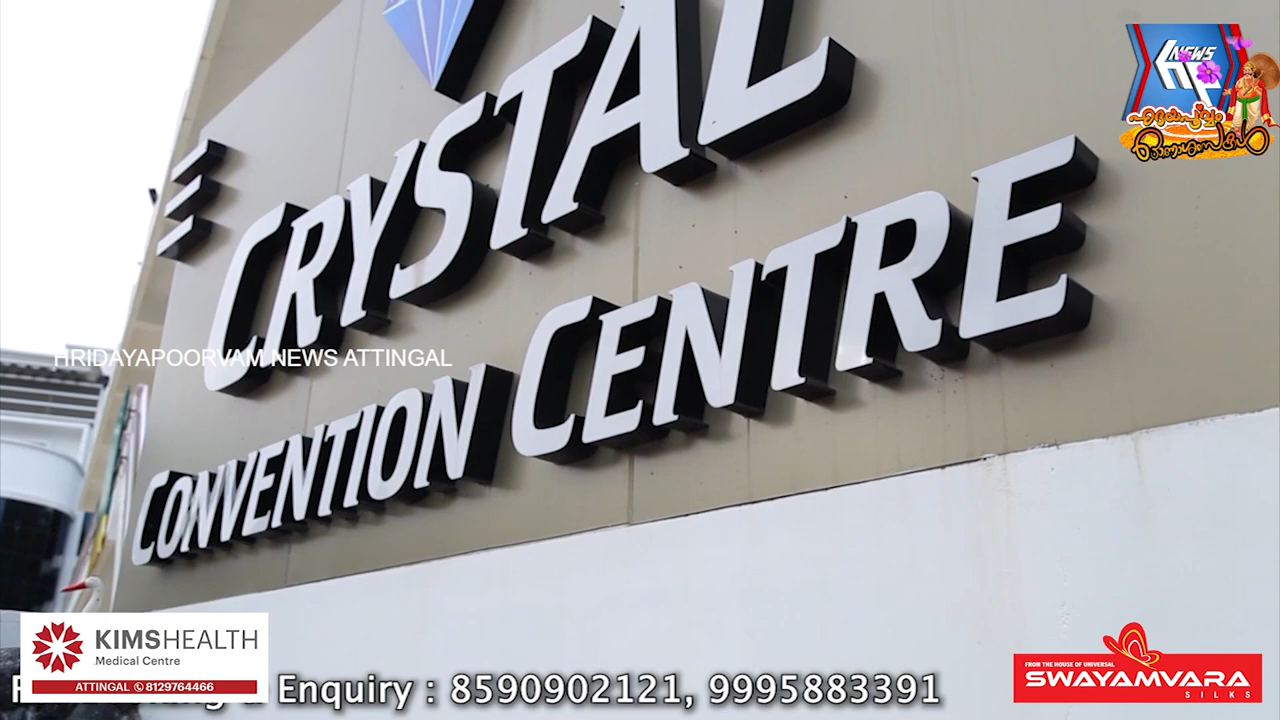 CRYSTAL
CONVENTION CENTRE
NEWS
HRIDAYAPOORVAM NEWS ATTINGAL
KIMSHEALTH
Medical Centre
ATTINGAL 8129764466
Enquiry : 8590902121, 9995883391
FROM THE HOUSE OF UNIVERSAL
SWAYAMVARA
SILKS